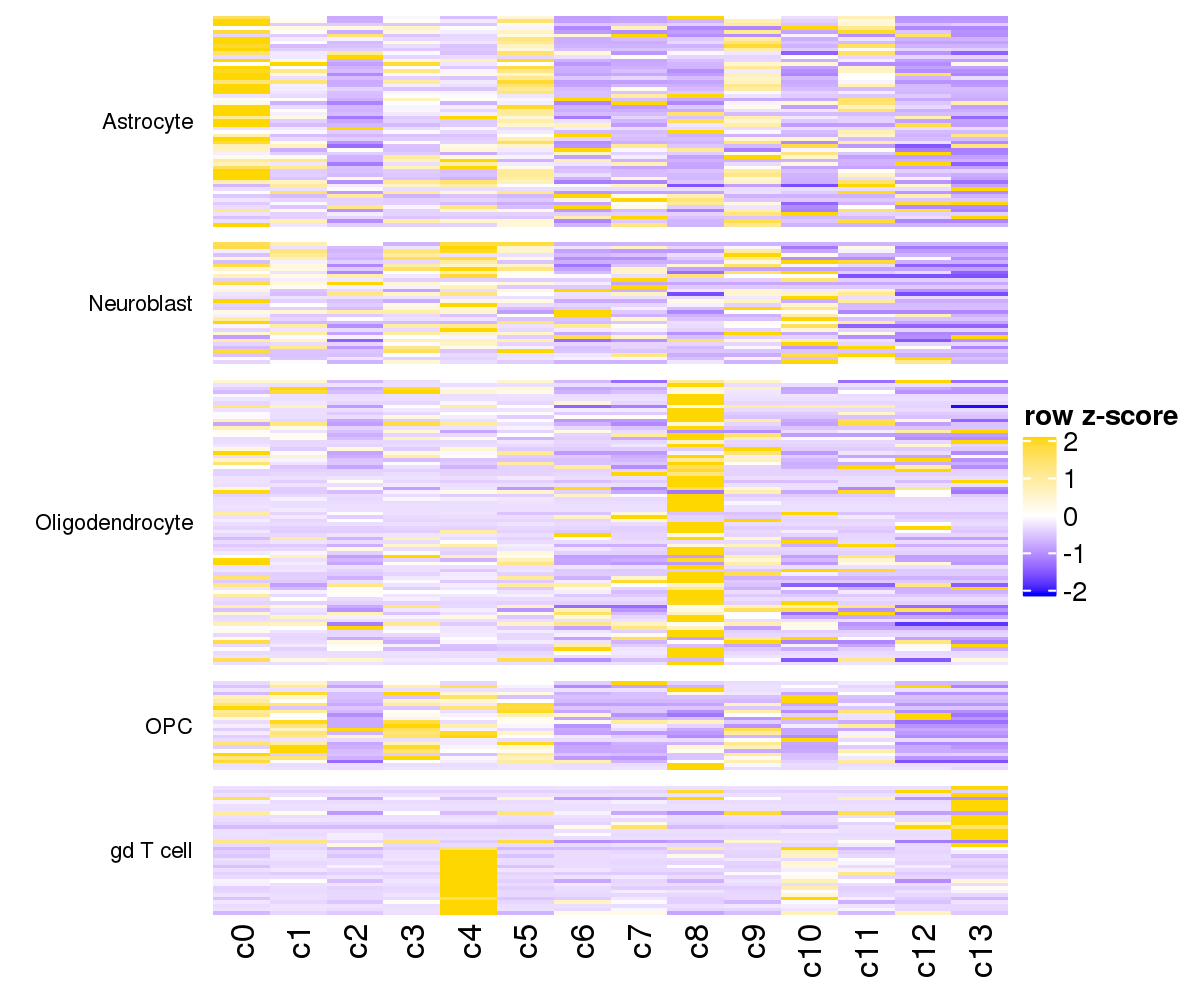 Astrocyte
Neuroblast
Oligodendrocyte
OPC
gd T cell
row z-score
2
1
0
-1
-2
c0 c1 c2 c3 c4 c5 c6 c7 c8 c9 c10 c11 c12 c13